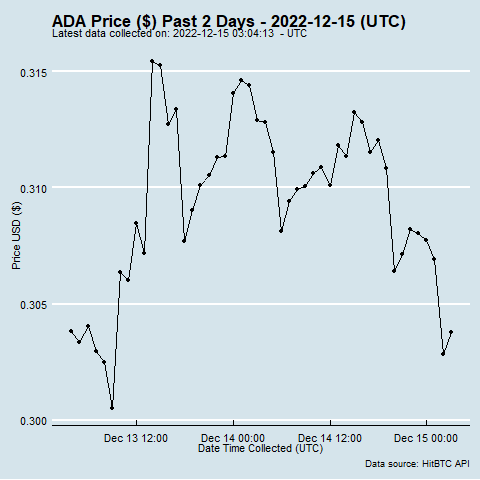 ADA Price ($) Past 2 Days - 2022-12-15 (UTC)
Latest data collected on: 2022-12-15 03:04:13  - UTC
0.315
0.310
0.305
0.300
Price USD ($)
Dec 13 12:00
Dec 14 00:00
Dec 14 12:00
Dec 15 00:00
Date Time Collected (UTC)
Data source: HitBTC API